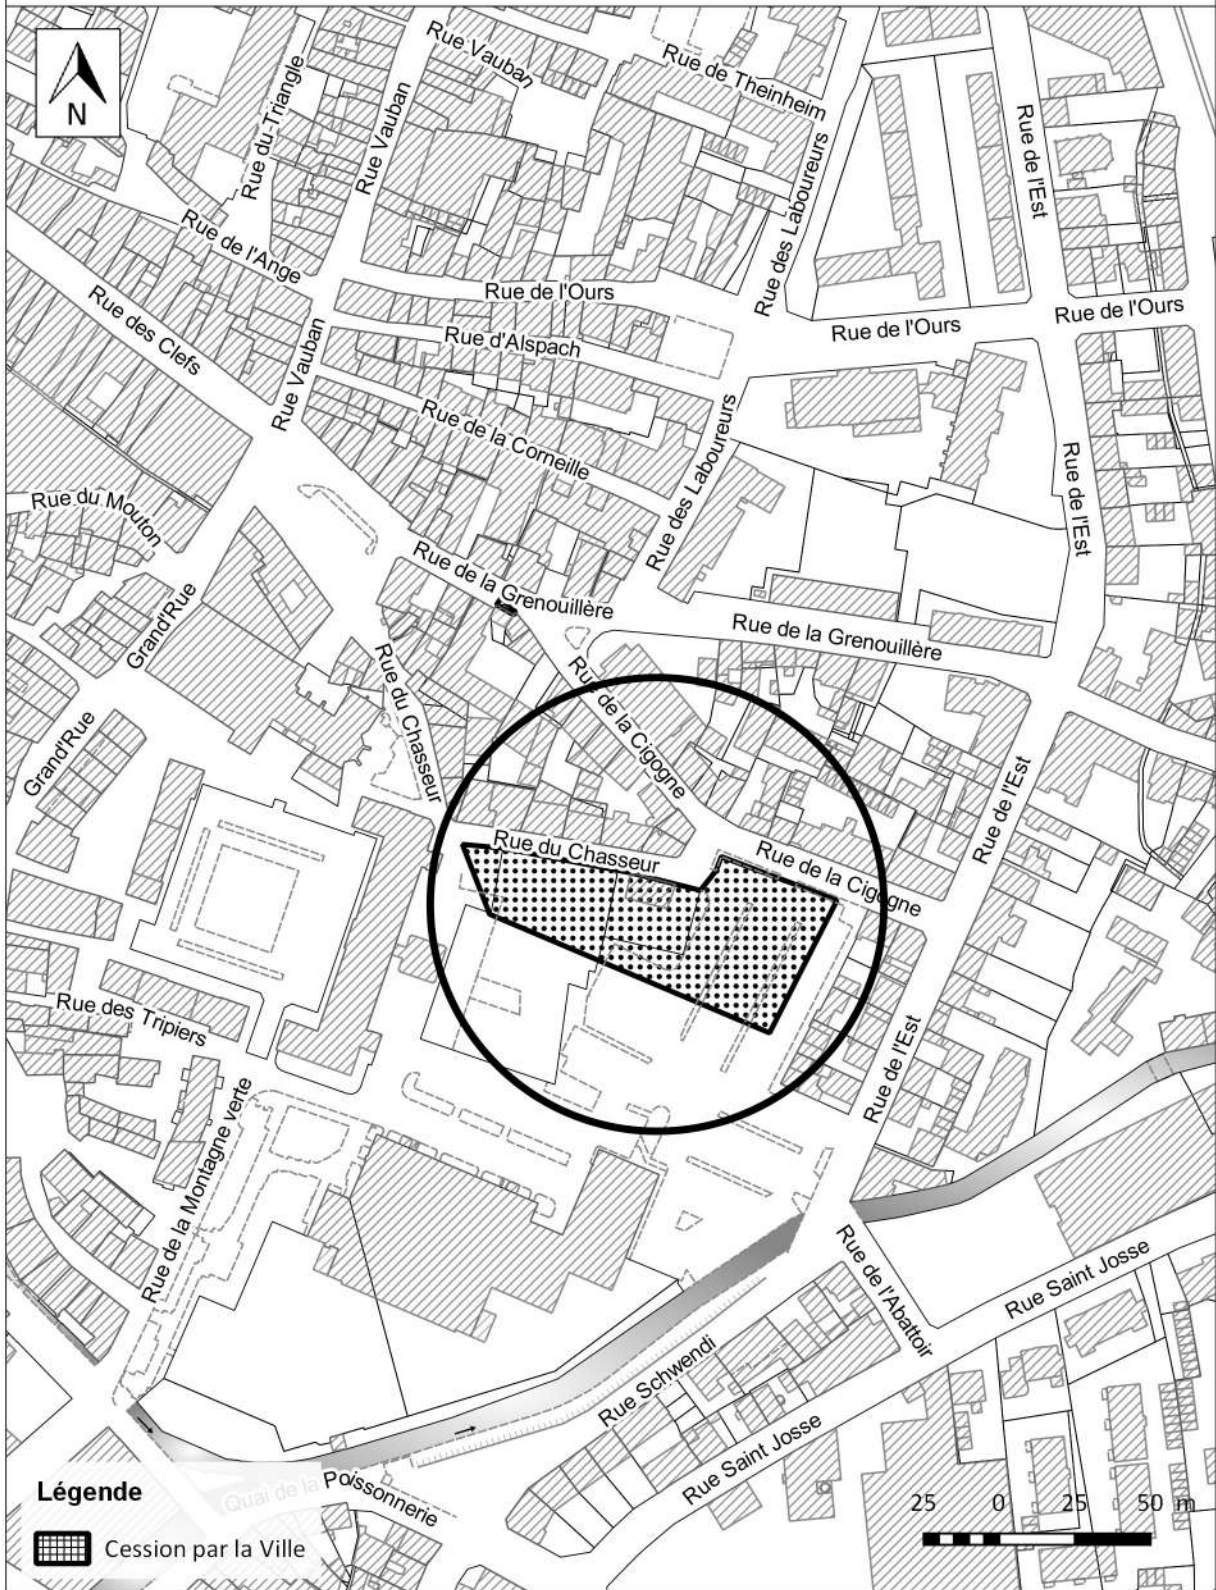 N
Rue Vauban
Rue de Theinheim
Rue du Triangle
Rue Vauban
Rue des Laboureurs
Rue de l'Est
Rue de l'Ange
Rue de l'Ours
Rue de l'Ours
Rue de l'Ours
Rue des Clefs
Rue Vauban
Rue d'Alspach
Rue de la Corneille
Rue des Laboureurs
Rue de l'Est
Rue du Mouton
Grand'Rue
Rue de la Grenouillère
Rue de la Grenouillère
Rue du Chasseur
Rue de la Cigogne
Grand'Rue
Rue de l'Est
Rue du Chasseur
Rue de la Cigogne
Rue des Tripiers
Rue de l'Est
Rue de la Montagne verte
Rue de l'Abattoir
Rue Saint Josse
Rue Schwendi
Rue Saint Josse
Quai de la Poissonnerie
Légende
Cession par la Ville
25 0 25 50 m